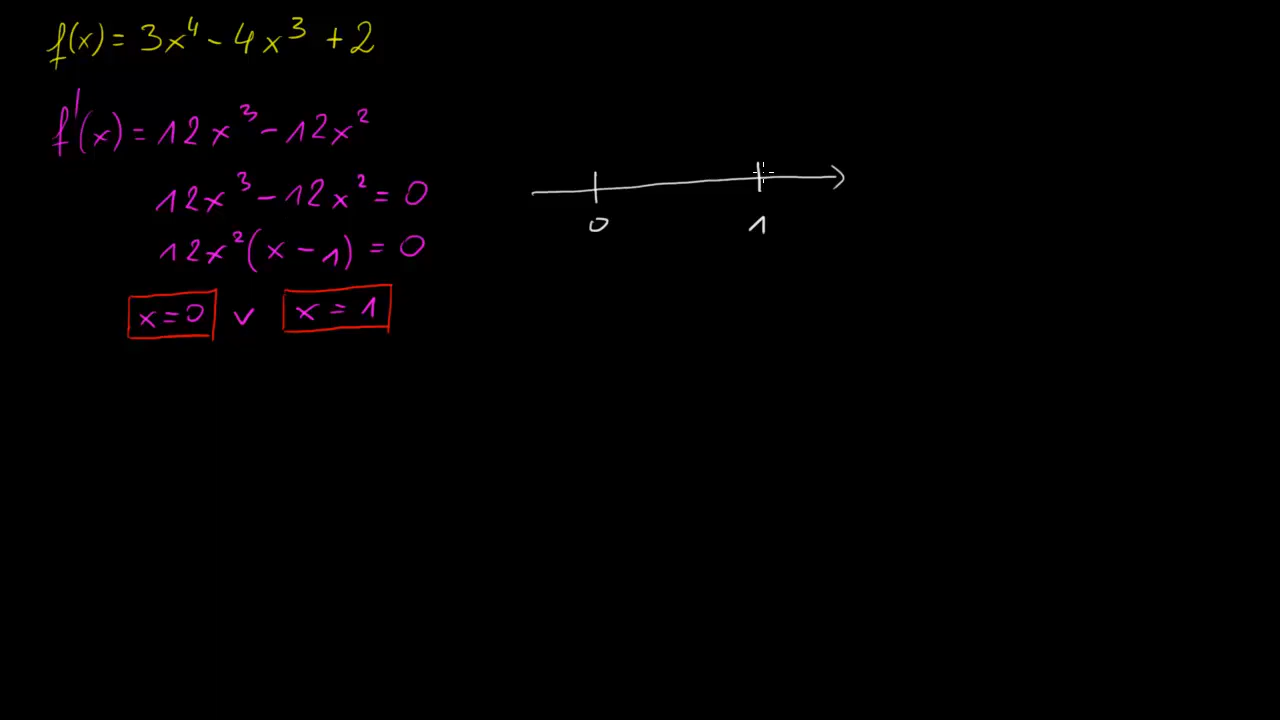 f(x) = 3x⁴ - 4x³ + 2
f'(x) = 12x³ - 12x²
12x³ - 12x² = 0
12x²(x - 1) = 0
x = 0 v x = 1
0 1